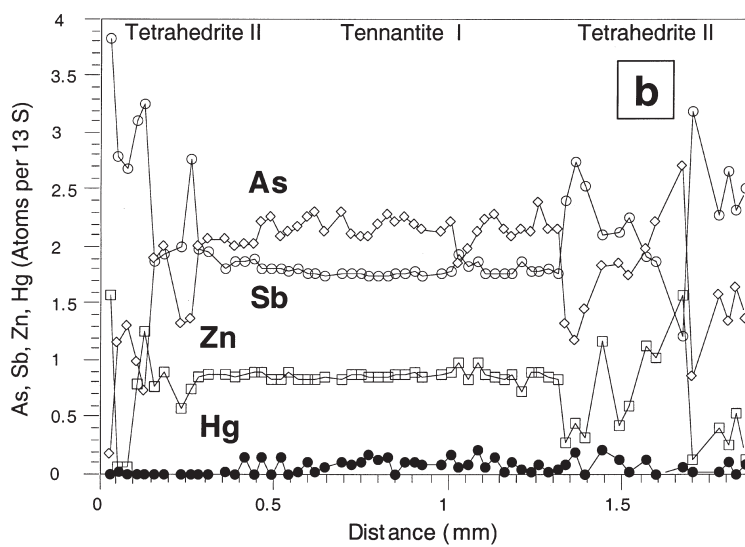 4
Tetrahedrite II Tennantite I Tetrahedrite II
3.5
b
3
As
2.5
2
Sb
1.5
Zn
1
0.5
Hg
0
As, Sb, Zn, Hg (Atoms per 13 S)
0 0.5 1 1.5
Distance (mm)